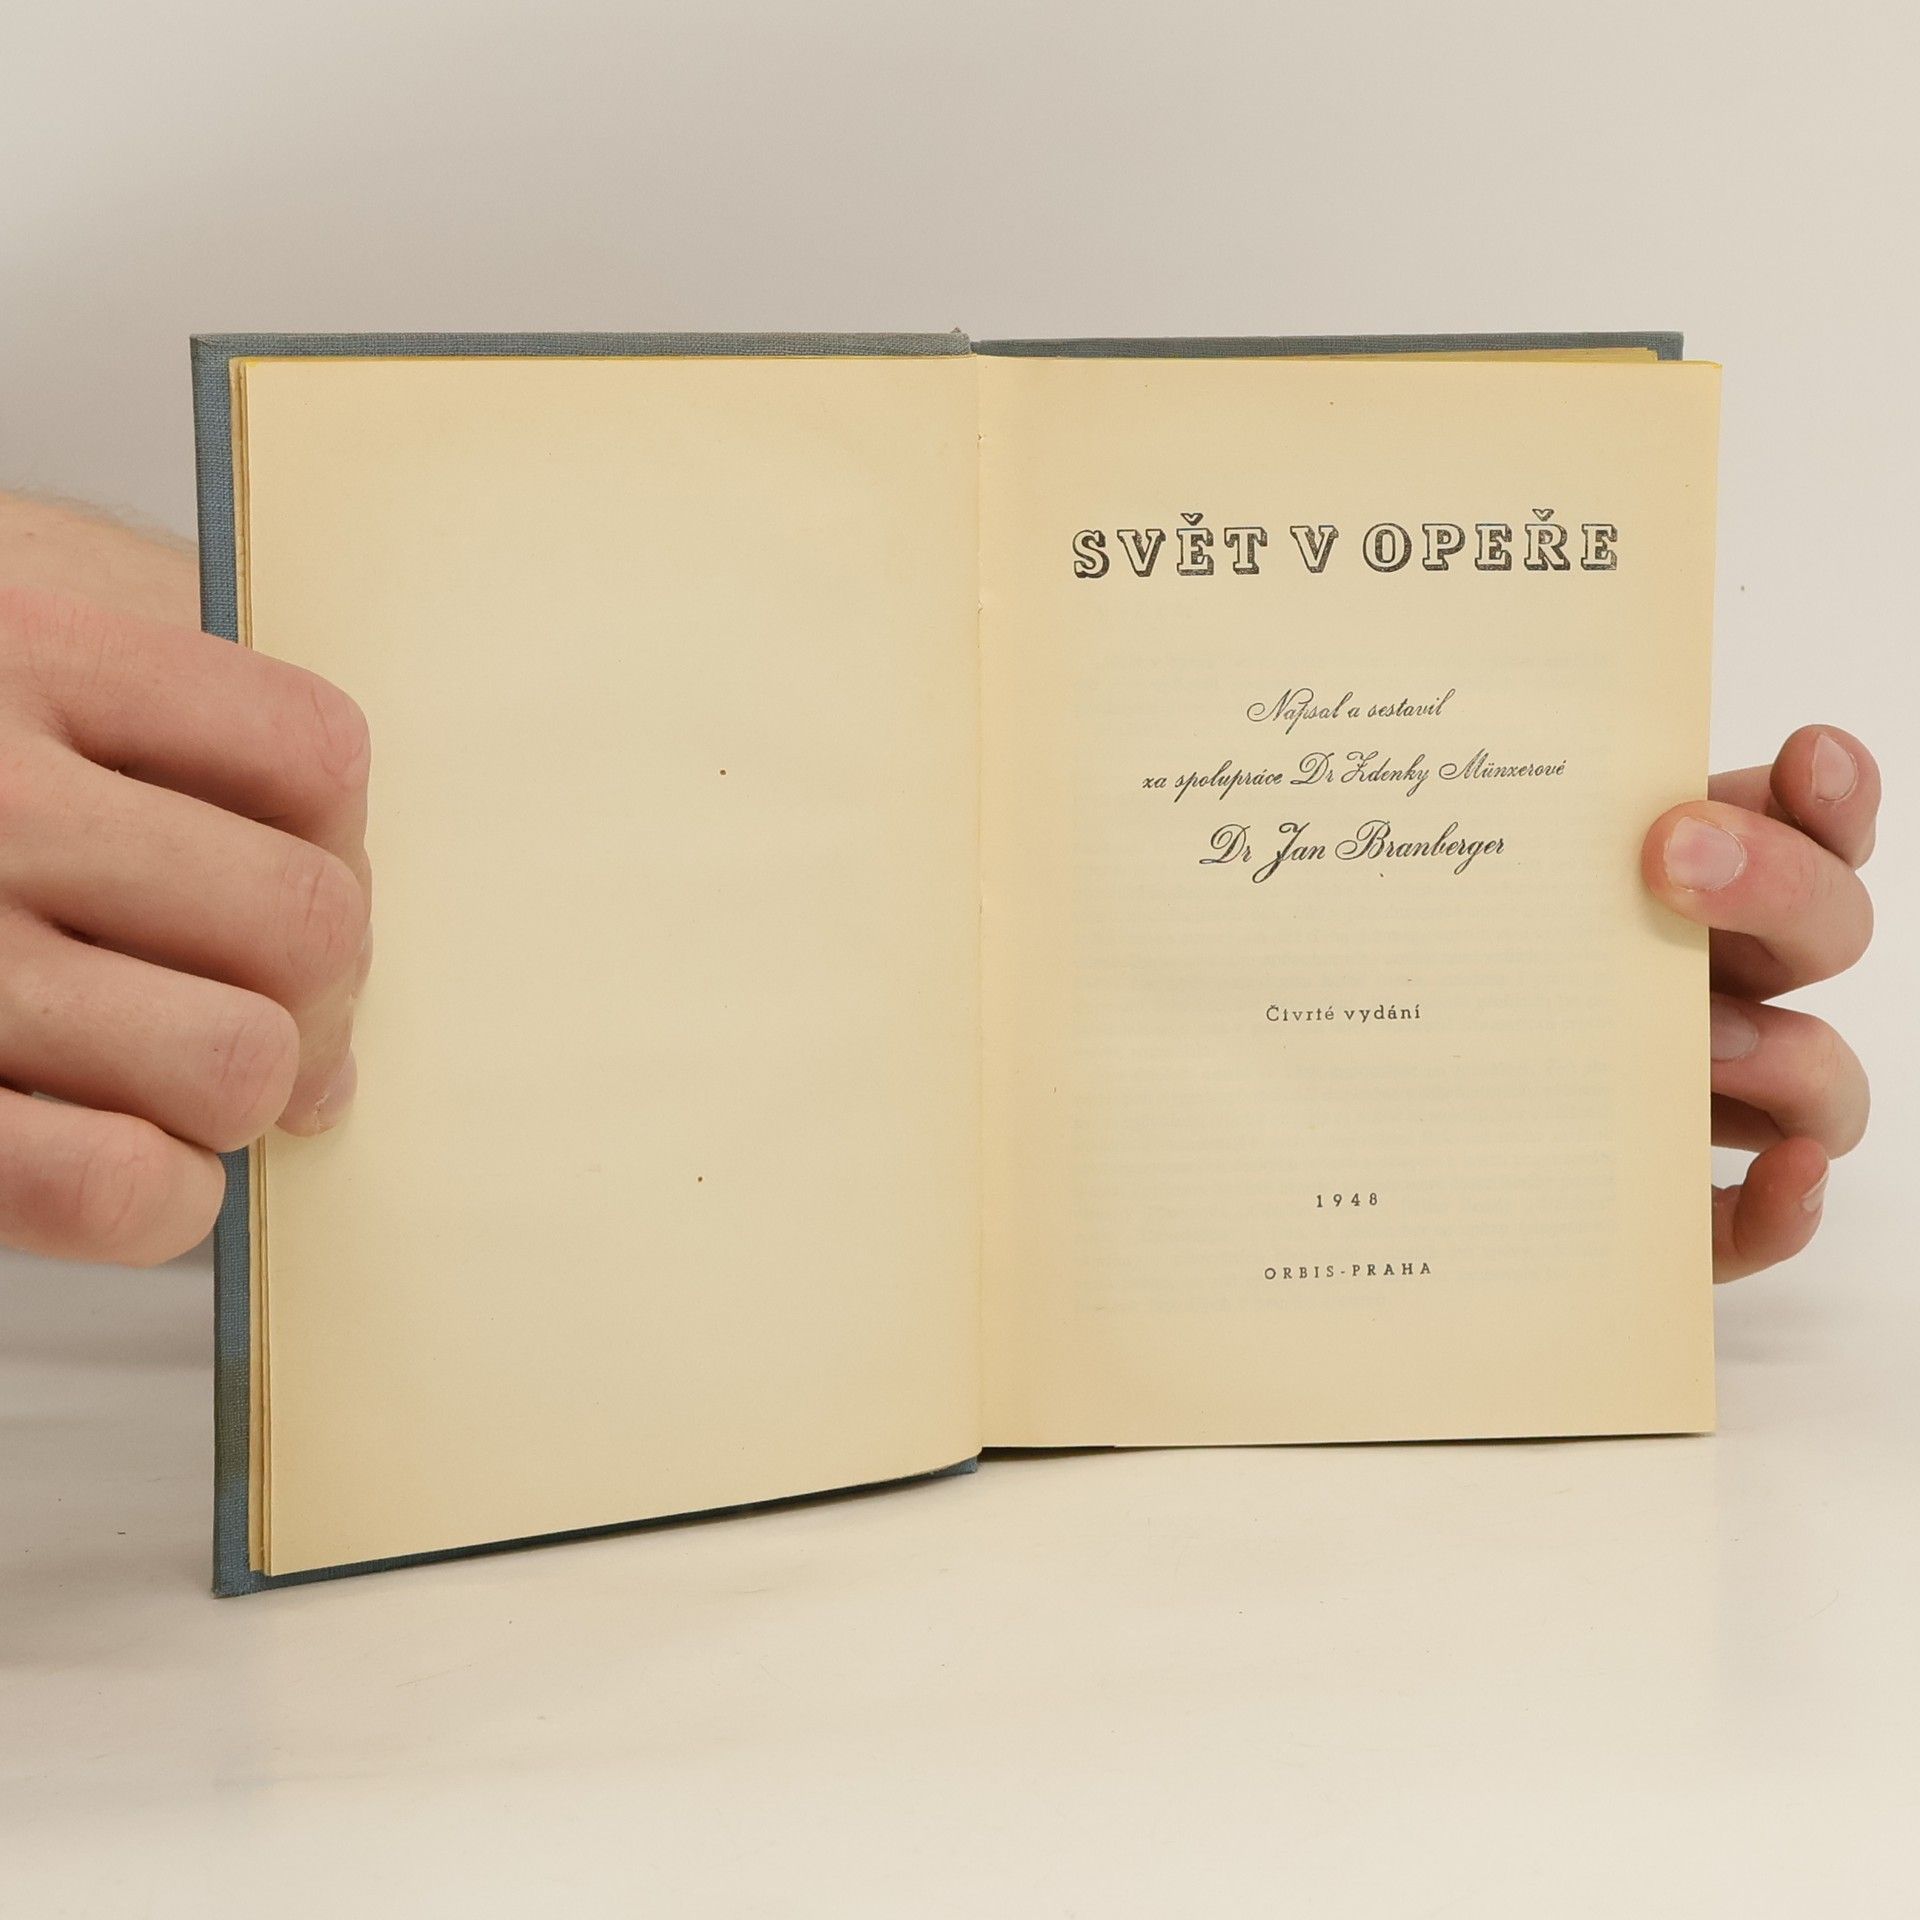 SVĚT V OPEŘE
Napsal a sestavil
za spolupráce Dr Zdenky Münzerové
Dr Jan Branberger
Čtvrté vydání
1948
ORBIS-PRAHA